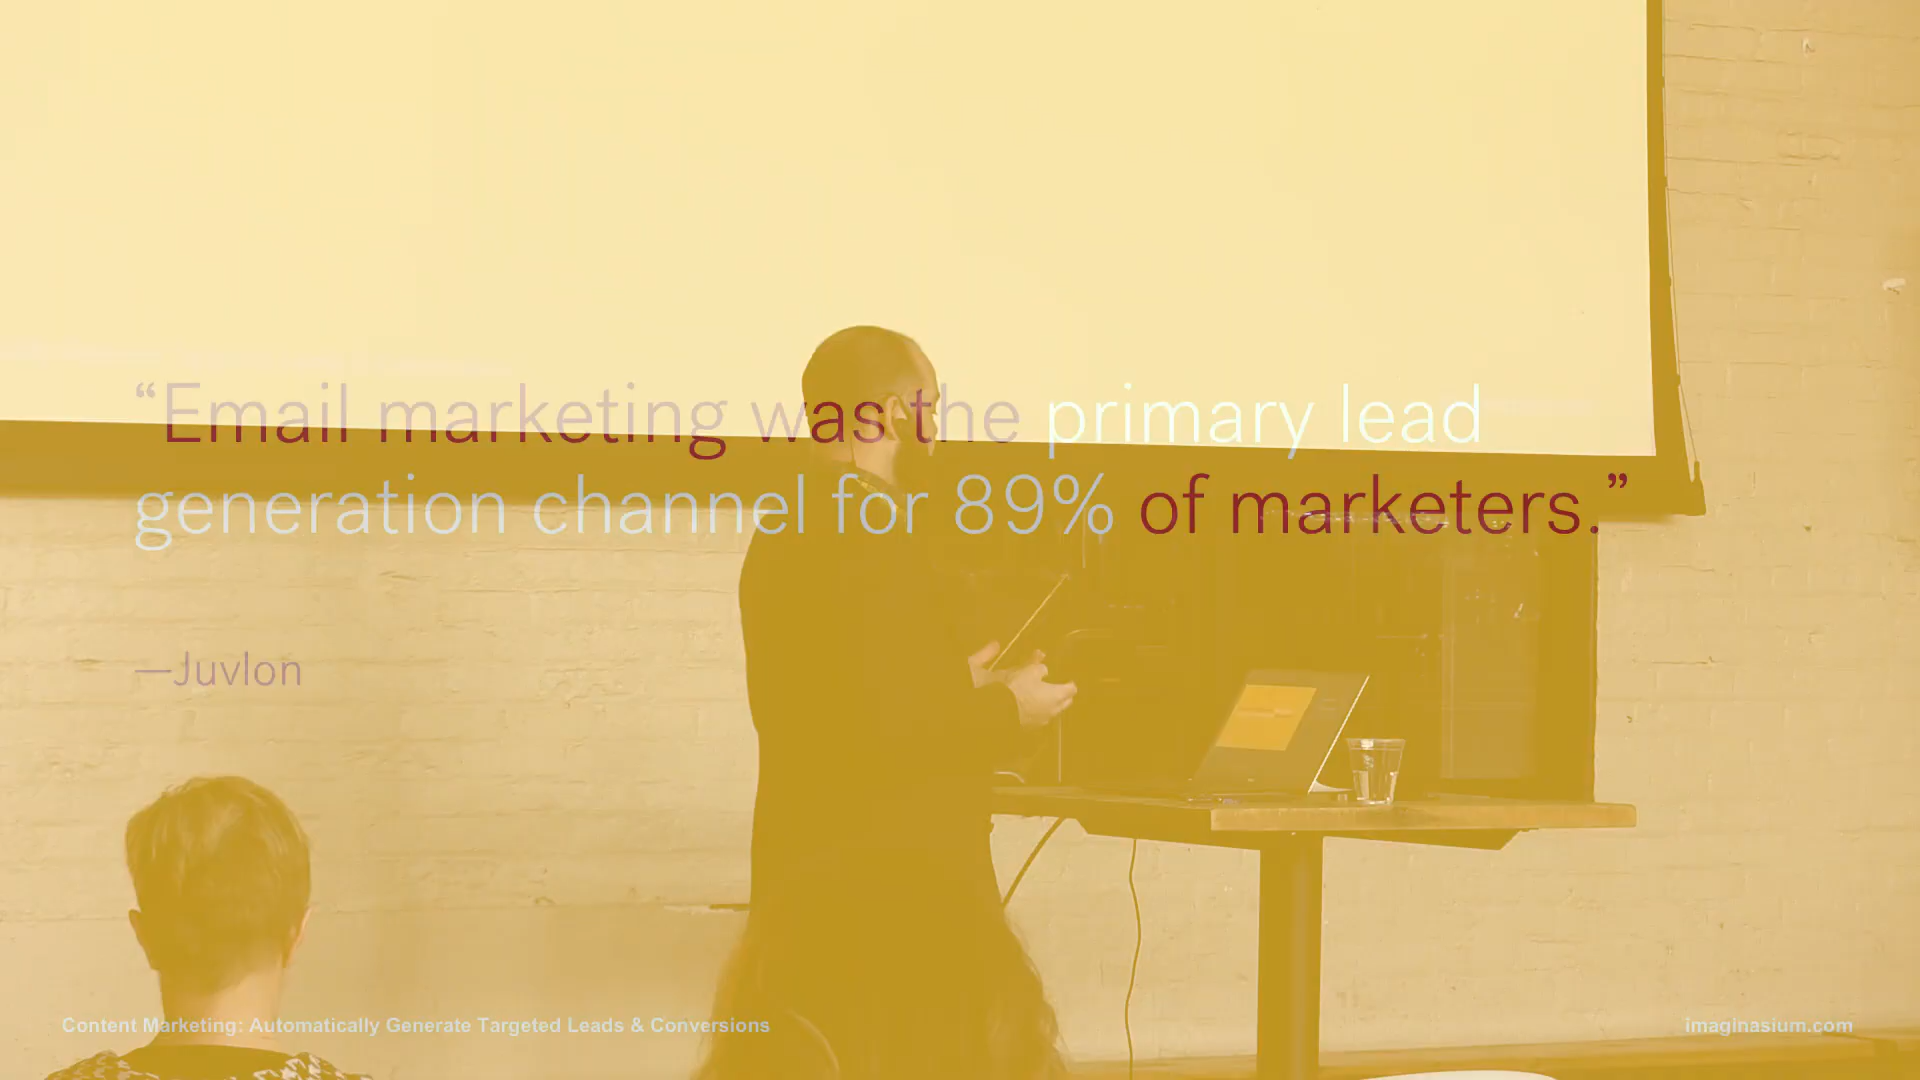 “Email marketing was the primary lead
generation channel for 89% of marketers.”
—Juvlon
Content Marketing: Automatically Generate Targeted Leads & Conversions
imaginasium.com